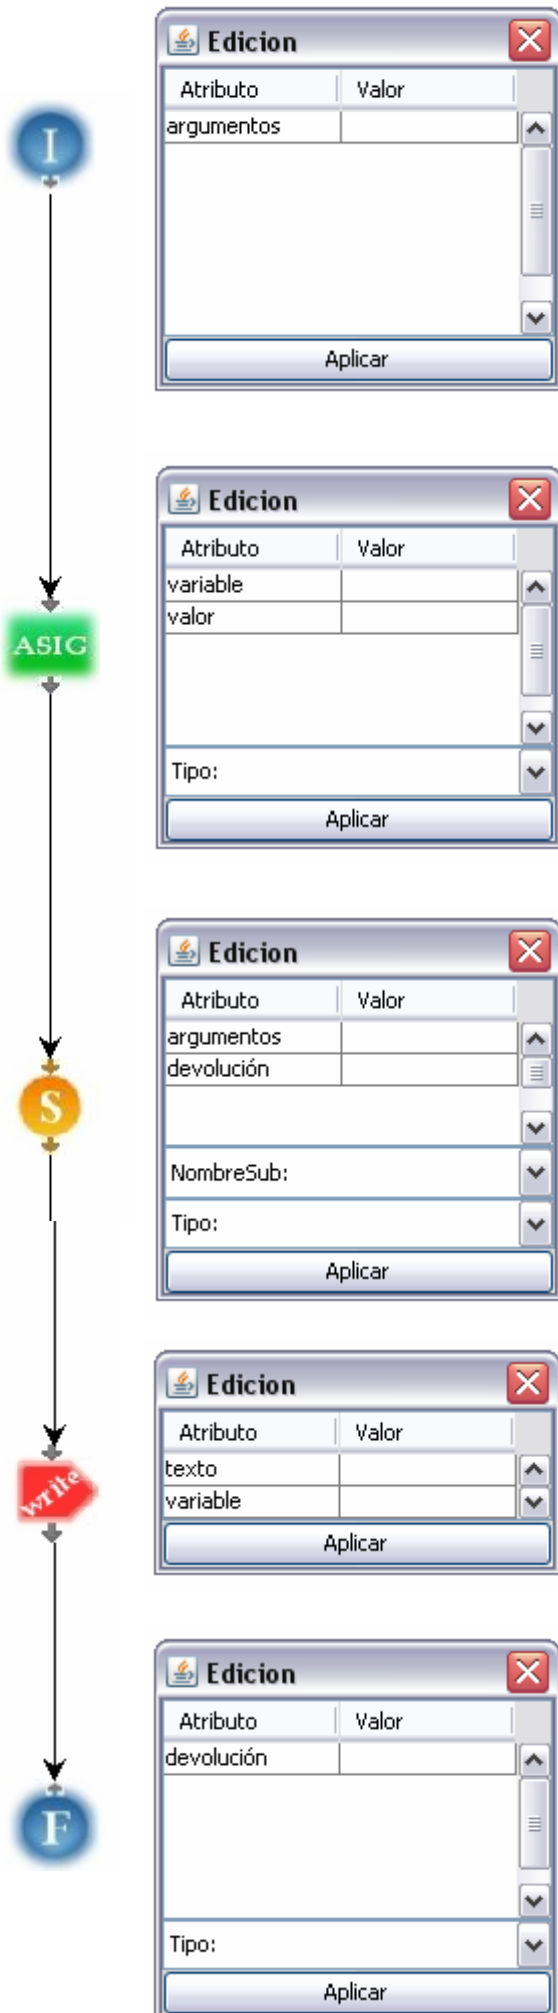 Edicion
Atributo Valor
I
argumentos
Aplicar
Edicion
Atributo Valor
variable
valor
ASIG
Tipo:
Aplicar
Edicion
Atributo Valor
argumentos
devolución
S
NombreSub:
Tipo:
Aplicar
Edicion
Atributo Valor
texto
write
variable
Aplicar
Edicion
Atributo Valor
devolución
F
Tipo:
Aplicar